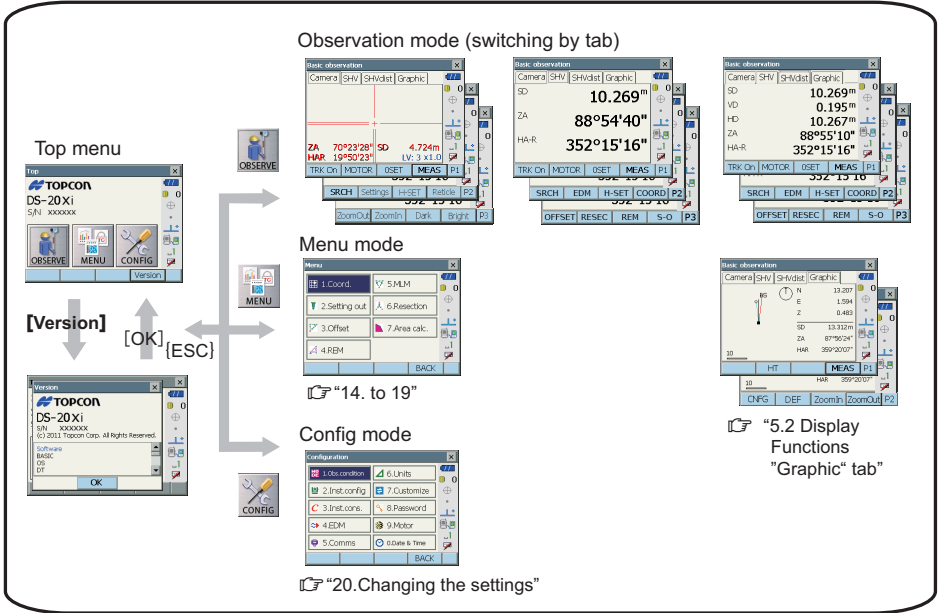 Observation mode (switching by tab)
Basic observation
Camera SHV SHVdist Graphic
ZA 70°23'28" SD 4.724m
HAR 19°50'23" LV: 3 x1.0
TRK On MOTOR 0SET MEAS P1
SRCH Settings H-SET Reticle P2
ZoomOut ZoomIn Dark Bright P3
Basic observation
Camera SHV SHVdist Graphic
SD 10.269m
ZA 88°54'40"
HA-R 352°15'16"
TRK On MOTOR 0SET MEAS P1
SRCH EDM H-SET COORD P2
OFFSET RESEC REM S-O P3
Basic observation
Camera SHV SHVdist Graphic
SD 10.269m
VD 0.195m
HD 10.267m
ZA 88°55'10"
HA-R 352°15'16"
TRK On MOTOR 0SET MEAS P1
SRCH EDM H-SET COORD P2
OFFSET RESEC REM S-O P3
OBSERVE
Top menu
Top
TOPCON
DS-20Xi
S/N xxxxxx
OBSERVE MENU CONFIG
Version
[Version]
[OK]
{ESC}
Version
TOPCON
DS-20Xi
S/N XXXXXX
(c) 2011 Topcon Corp. All Rights Reserved.
Software
BASIC
OS
DT
OK
MENU
Menu mode
Menu
1.Coord. 5.MLM
2.Setting out 6.Resection
3.Offset 7.Area calc.
4.REM
BACK
“14. to 19”
Basic observation
Camera SHV SHVdist Graphic
BS
N 13.207
E 1.594
Z 0.483
SD 13.312m
ZA 87°56'24"
HAR 359°20'07"
10
HT MEAS P1
10 HAR 359°20'07"
CNFG DEF ZoomIn ZoomOut P2
“5.2 Display
Functions
”Graphic“ tab”
CONFIG
Config mode
Configuration
1.Obs.condition 6.Units
2.Inst.config 7.Customize
3.Inst.cons. 8.Password
4.EDM 9.Motor
5.Comms 0.Date & Time
BACK
“20.Changing the settings”